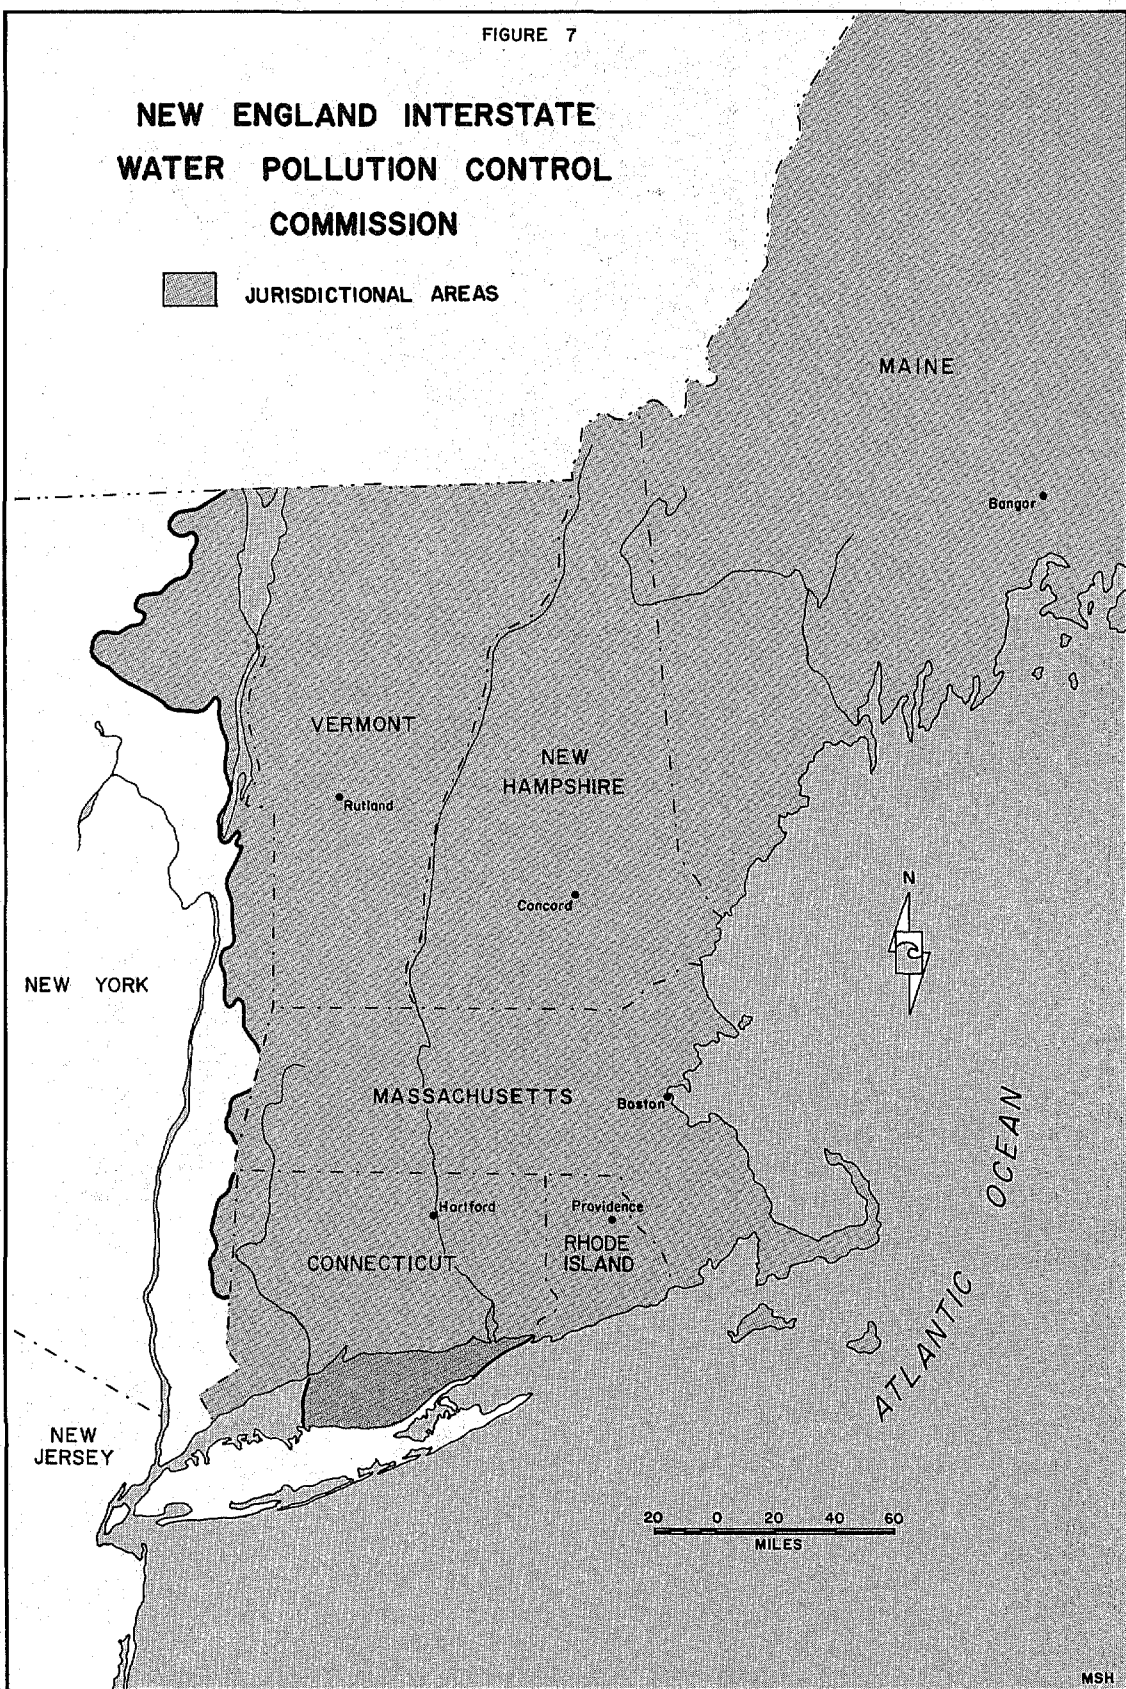 FIGURE 7
NEW ENGLAND INTERSTATE
WATER POLLUTION CONTROL
COMMISSION
JURISDICTIONAL AREAS
MAINE
Bangor
VERMONT
NEW
HAMPSHIRE
Rutland
Concord
N
NEW YORK
MASSACHUSETTS
Boston
OCEAN
Hartford
Providence
RHODE
ISLAND
CONNECTICUT
ATLANTIC
NEW
JERSEY
20 0 20 40 60
MILES
MSH